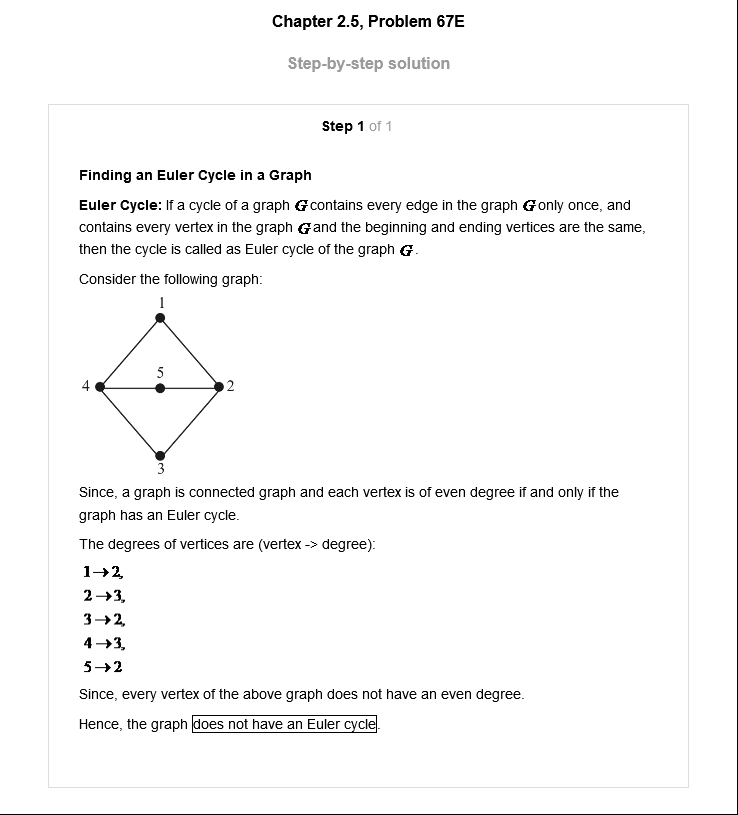 Chapter 2.5, Problem 67E
Step-by-step solution
Step 1 of 1
Finding an Euler Cycle in a Graph
Euler Cycle: If a cycle of a graph G contains every edge in the graph G only once, and
contains every vertex in the graph G and the beginning and ending vertices are the same,
then the cycle is called as Euler cycle of the graph G.
Consider the following graph:
1
5
4
2
3
Since, a graph is connected graph and each vertex is of even degree if and only if the
graph has an Euler cycle.
The degrees of vertices are (vertex -> degree):
1→2,
2→3,
3→2,
4→3,
5→2
Since, every vertex of the above graph does not have an even degree.
Hence, the graph does not have an Euler cycle.